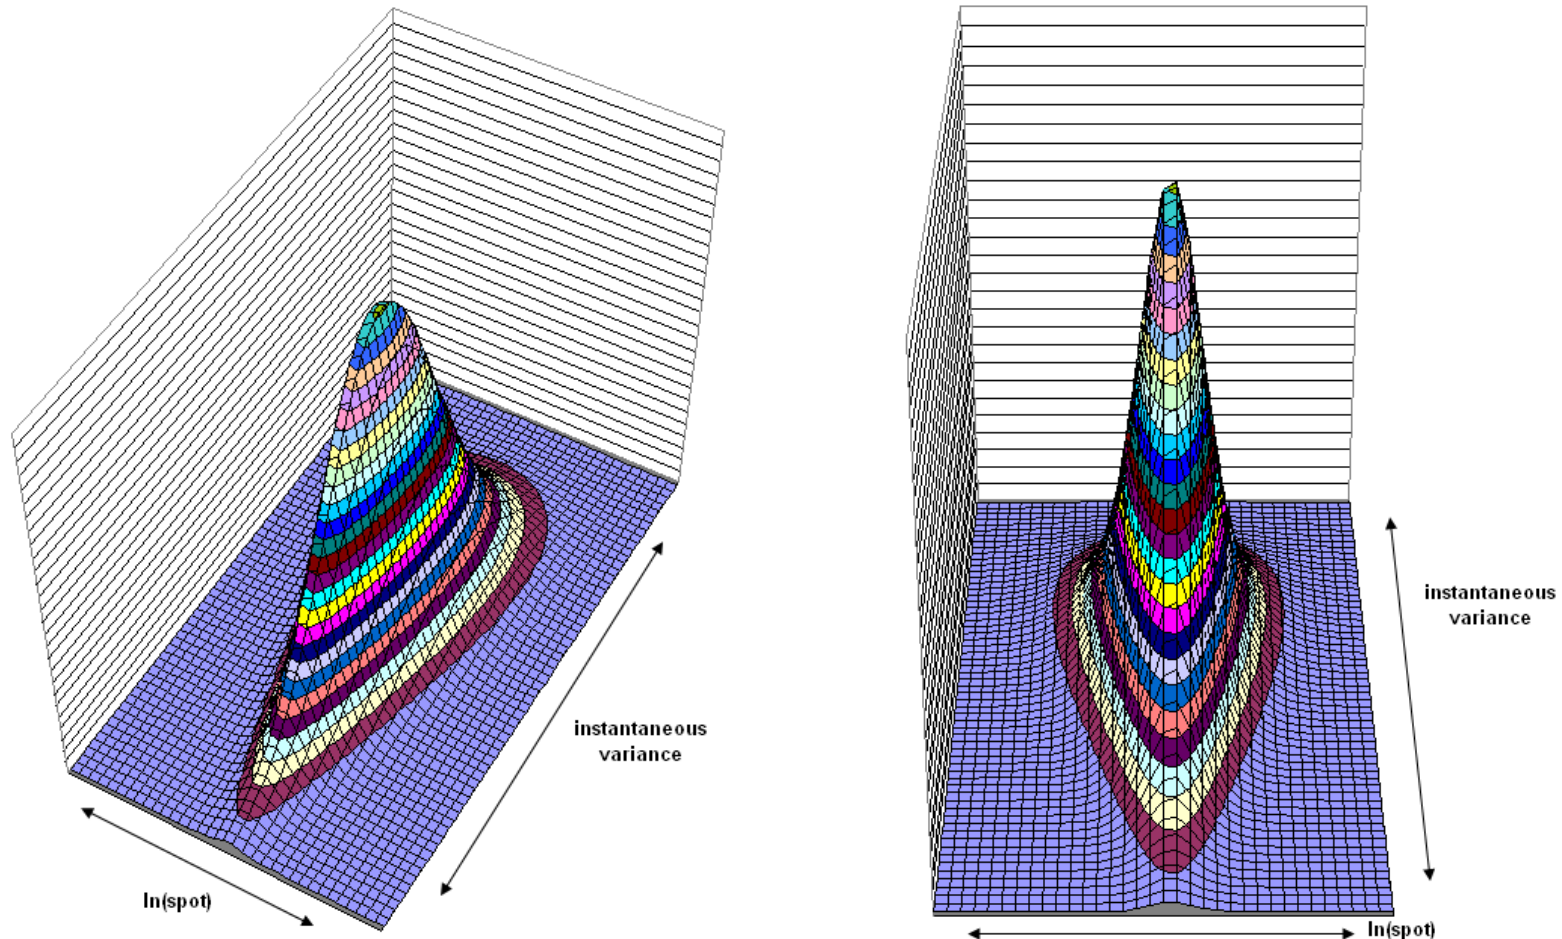 instantaneous
variance
ln(spot)
instantaneous
variance
ln(spot)